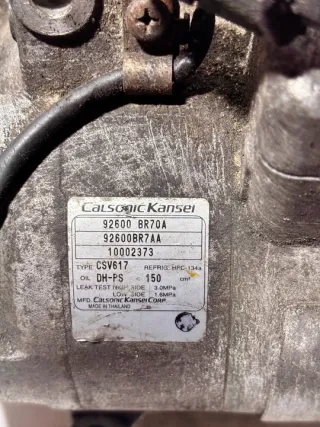 CALSONIC KANSEI
92600 BR70A
92600BR7AA
10002373
TYPE CSV617 REFRIG. HFC-134a
OIL DH-PS 150 cm³
LEAK TEST HIGH SIDE 3.0MPa
LOW SIDE 1.6MPa
MFD. CALSONIC KANSEI CORP.
MADE IN THAILAND